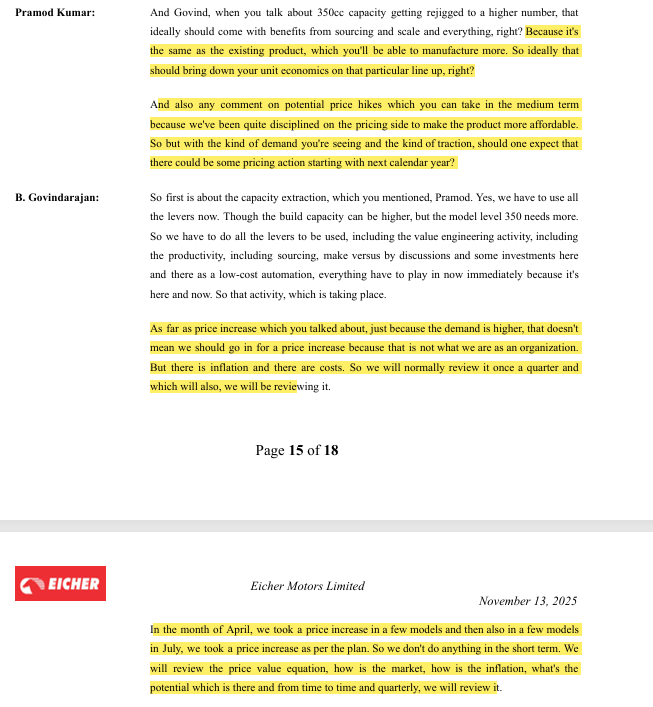 Pramod Kumar: And Govind, when you talk about 350cc capacity getting rejigged to a higher number, that
ideally should come with benefits from sourcing and scale and everything, right? Because it's
the same as the existing product, which you'll be able to manufacture more. So ideally that
should bring down your unit economics on that particular line up, right?
And also any comment on potential price hikes which you can take in the medium term
because we've been quite disciplined on the pricing side to make the product more affordable.
So but with the kind of demand you're seeing and the kind of traction, should one expect that
there could be some pricing action starting with next calendar year?
B. Govindarajan: So first is about the capacity extraction, which you mentioned, Pramod. Yes, we have to use all
the levers now. Though the build capacity can be higher, but the model level 350 needs more.
So we have to do all the levers to be used, including the value engineering activity, including
the productivity, including sourcing, make versus by discussions and some investments here
and there as a low-cost automation, everything have to play in now immediately because it's
here and now. So that activity, which is taking place.
As far as price increase which you talked about, just because the demand is higher, that doesn't
mean we should go in for a price increase because that is not what we are as an organization.
But there is inflation and there are costs. So we will normally review it once a quarter and
which will also, we will be reviewing it.
Page 15 of 18
EICHER
Eicher Motors Limited
November 13, 2025
In the month of April, we took a price increase in a few models and then also in a few models
in July, we took a price increase as per the plan. So we don't do anything in the short term. We
will review the price value equation, how is the market, how is the inflation, what's the
potential which is there and from time to time and quarterly, we will review it.